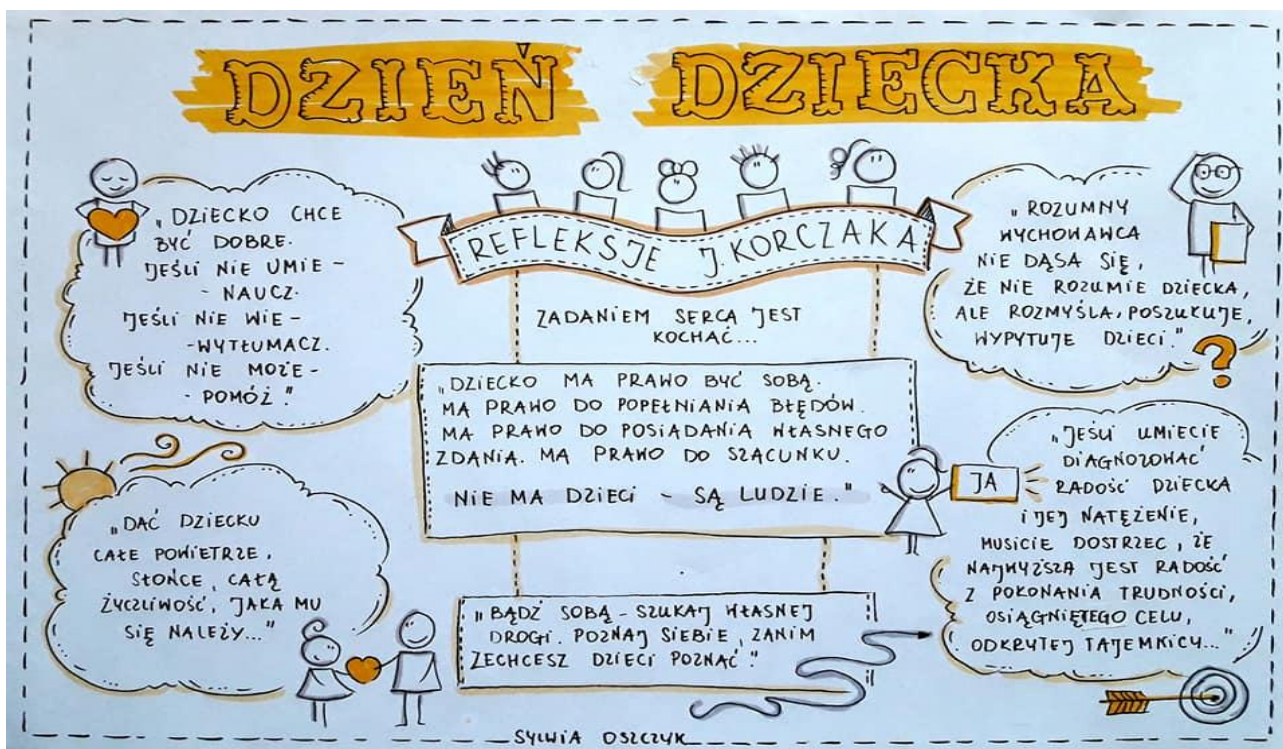 DZIEŃ DZIECKA
„DZIECKO CHCE
BYĆ DOBRE.
JEŚLI NIE UMIE -
- NAUCZ.
JEŚLI NIE WIE -
- WYTŁUMACZ.
JEŚLI NIE MOŻE -
- POMÓŻ."
REFLEKSJE J. KORCZAKA
ZADANIEM SERCA JEST
KOCHAĆ...
„DZIECKO MA PRAWO BYĆ SOBĄ.
MA PRAWO DO POPEŁNIANIA BŁĘDÓW.
MA PRAWO DO POSIADANIA WŁASNEGO
ZDANIA. MA PRAWO DO SZACUNKU.
NIE MA DZIECI - SĄ LUDZIE."
„ROZUMNY
WYCHOWAWCA
NIE DĄSA SIĘ,
ŻE NIE ROZUMIE DZIECKA,
ALE ROZMYŚLA, POSZUKUJE,
WYPYTUJE DZIECI."
?
„DAĆ DZIECKU
CAŁE POWIETRZE,
SŁOŃCE, CAŁĄ
ŻYCZLIWOŚĆ, JAKA MU
SIĘ NALEŻY..."
„BĄDŹ SOBĄ - SZUKAJ WŁASNEJ
DROGI. POZNAJ SIEBIE, ZANIM
ZECHCESZ DZIECI POZNAĆ."
JA
„JEŚLI UMIECIE
DIAGNOZOWAĆ
RADOŚĆ DZIECKA
I JEJ NATĘŻENIE,
MUSICIE DOSTRZEC, ŻE
NAJWYŻSZA JEST RADOŚĆ
Z POKONANIA TRUDNOŚCI,
OSIĄGNIĘTEGO CELU,
ODKRYTEJ TAJEMNICY..."
SYLWIA OSZCZYK